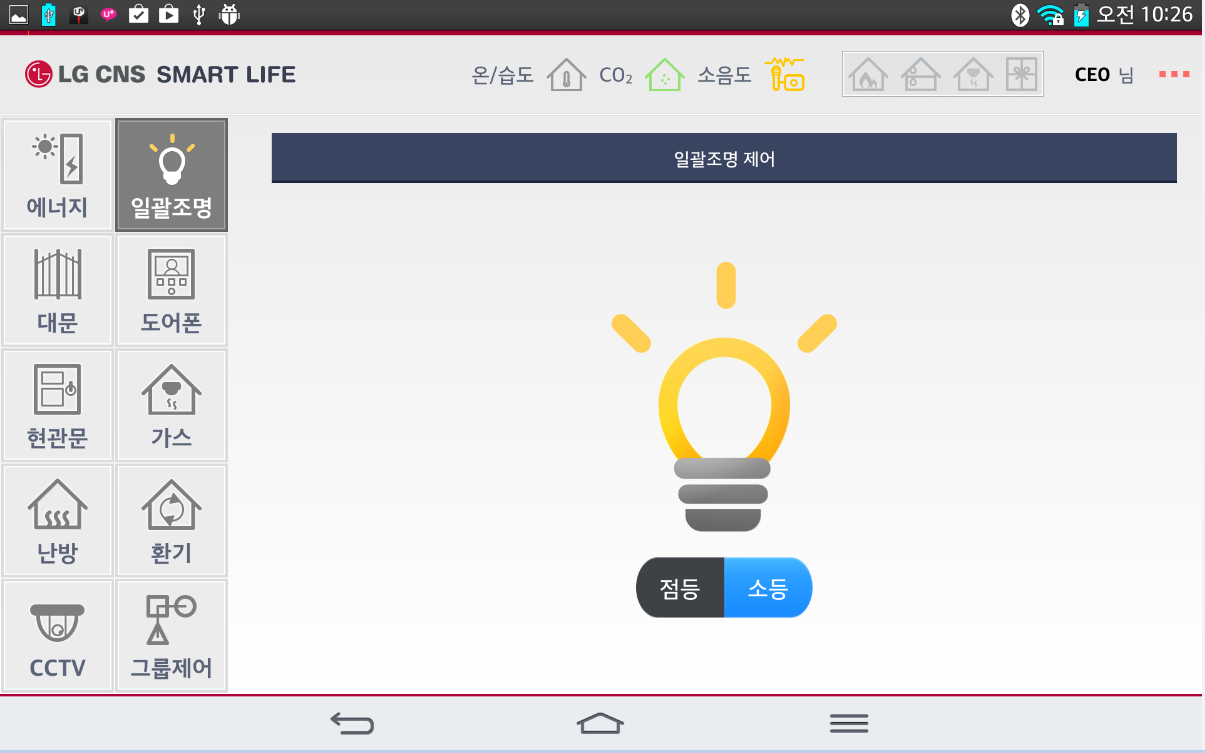 오전 10:26
LG CNS SMART LIFE
온/습도 CO₂ 소음도 CEO 님
에너지 일괄조명
일괄조명 제어
대문 도어폰
현관문 가스
난방 환기
점등 소등
CCTV 그룹제어